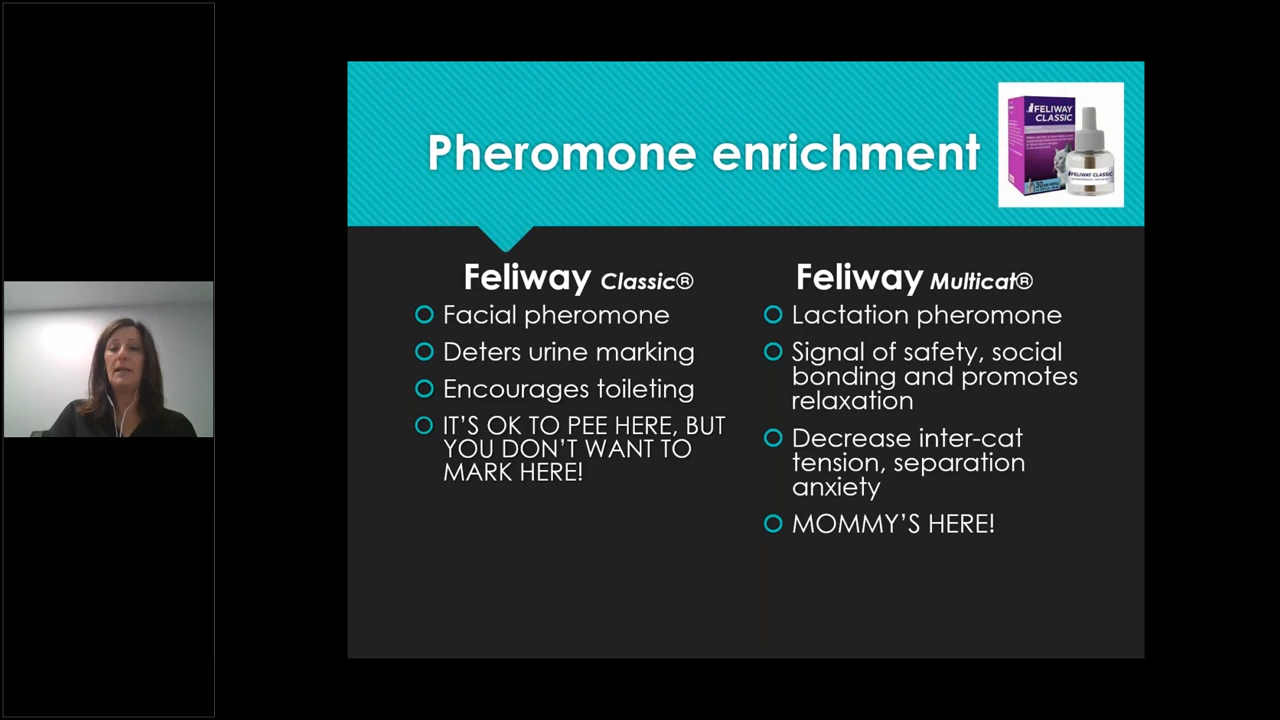 Pheromone enrichment
FELIWAY
CLASSIC
FELIWAY CLASSIC
Feliway Classic®
Facial pheromone
Deters urine marking
Encourages toileting
IT'S OK TO PEE HERE, BUT
YOU DON'T WANT TO
MARK HERE!
Feliway Multicat®
Lactation pheromone
Signal of safety, social
bonding and promotes
relaxation
Decrease inter-cat
tension, separation
anxiety
MOMMY'S HERE!